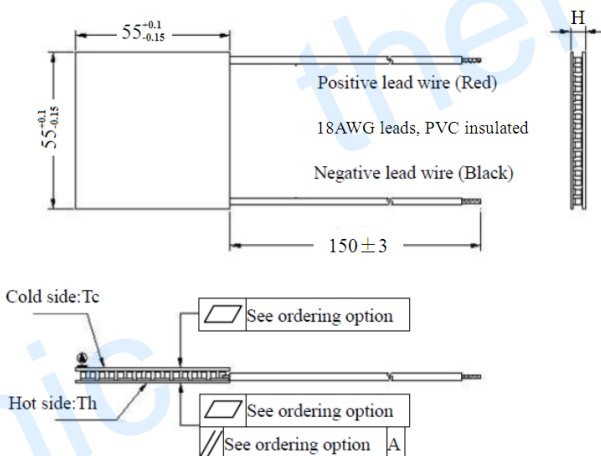 55+0.1-0.15
H
Positive lead wire (Red)
55+0.1-0.15
18AWG leads, PVC insulated
Negative lead wire (Black)
150±3
Cold side:Tc
See ordering option
A
Hot side:Th
See ordering option
See ordering option A
ther
nic